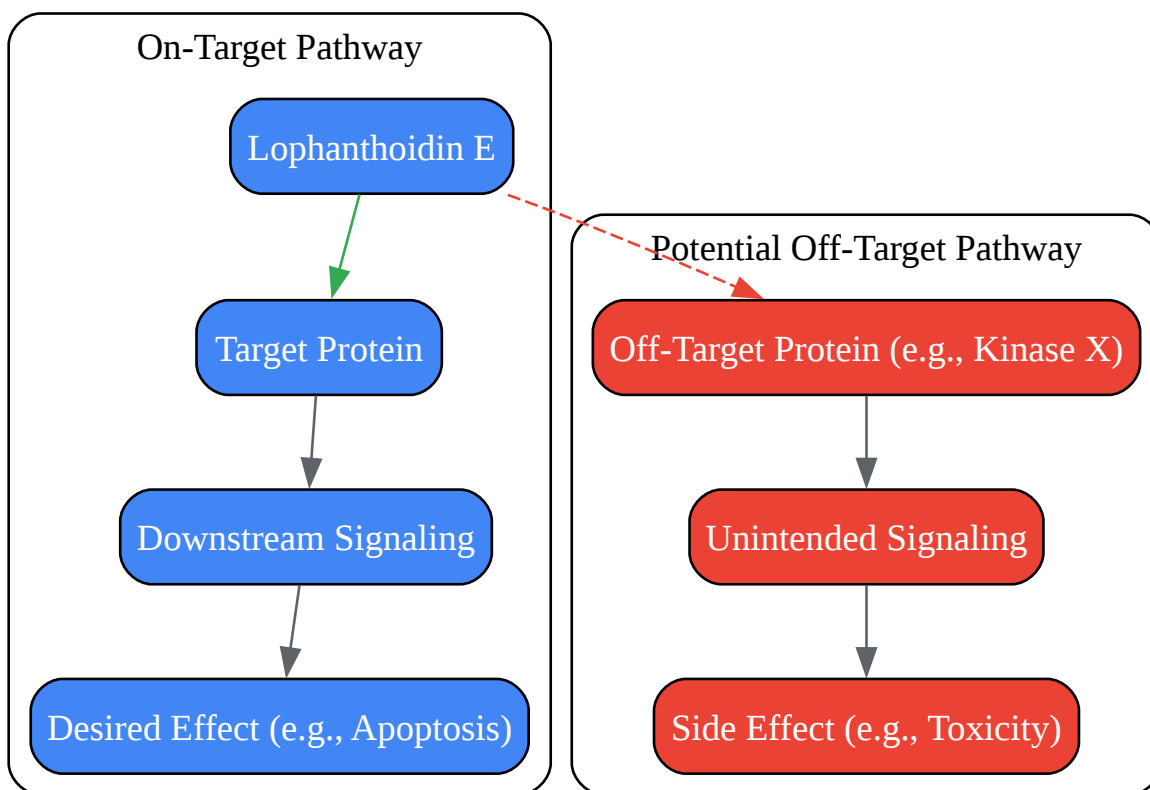 On-Target Pathway
Lophanthoidin E
Target Protein
Downstream Signaling
Desired Effect (e.g., Apoptosis)
Potential Off-Target Pathway
Off-Target Protein (e.g., Kinase X)
Unintended Signaling
Side Effect (e.g., Toxicity)